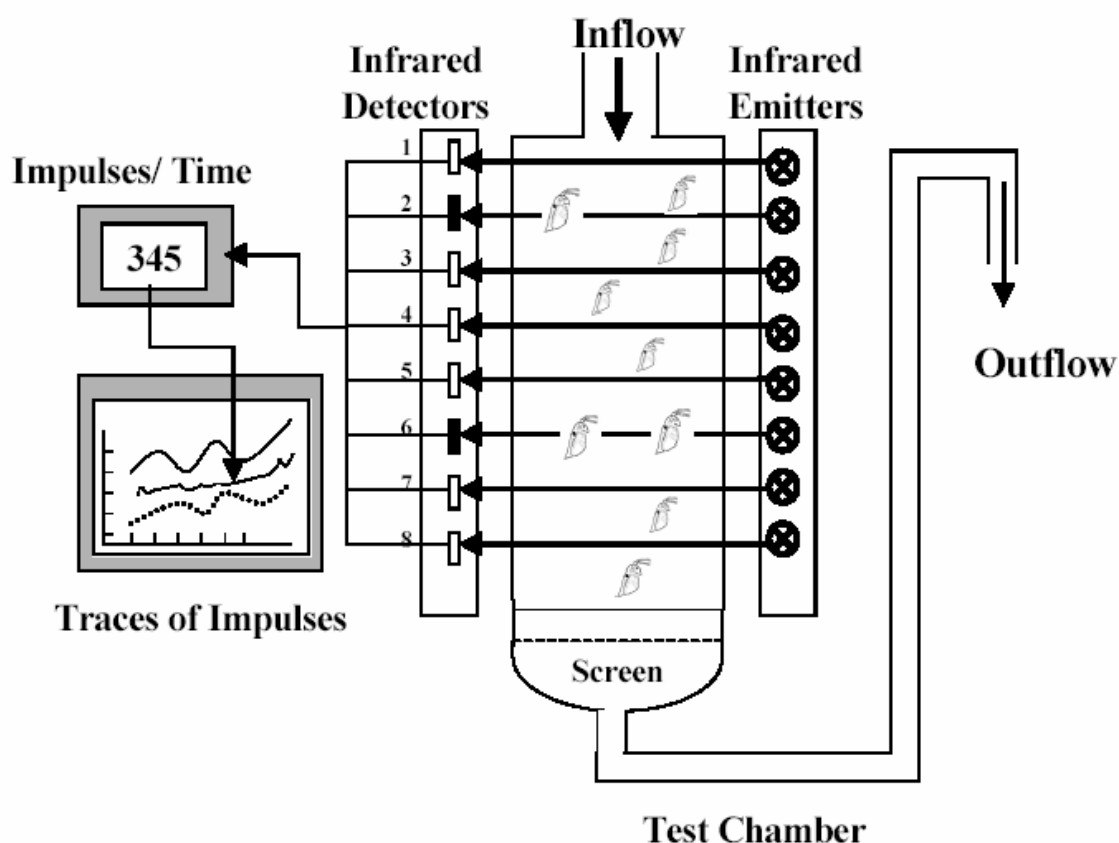 Inflow
Infrared
Detectors
Infrared
Emitters
Impulses/ Time
345
1
2
3
4
5
6
7
8
Outflow
Traces of Impulses
Screen
Test Chamber